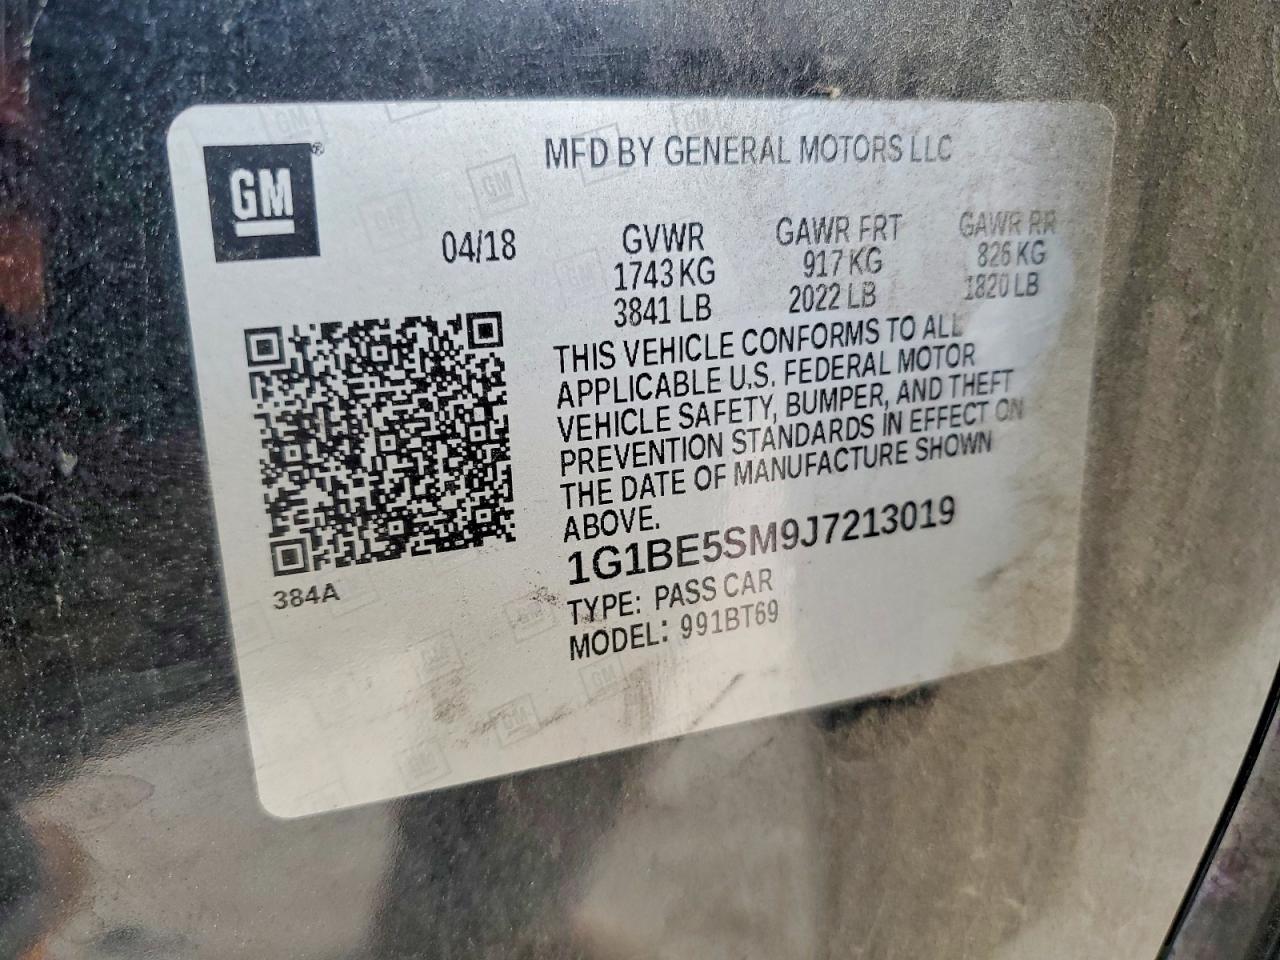 GM®
MFD BY GENERAL MOTORS LLC
04/18
GVWR GAWR FRT GAWR RR
1743 KG 917 KG 826 KG
3841 LB 2022 LB 1820 LB
THIS VEHICLE CONFORMS TO ALL
APPLICABLE U.S. FEDERAL MOTOR
VEHICLE SAFETY, BUMPER, AND THEFT
PREVENTION STANDARDS IN EFFECT ON
THE DATE OF MANUFACTURE SHOWN
ABOVE.
1G1BE5SM9J7213019
TYPE: PASS CAR
MODEL: 991BT69
384A